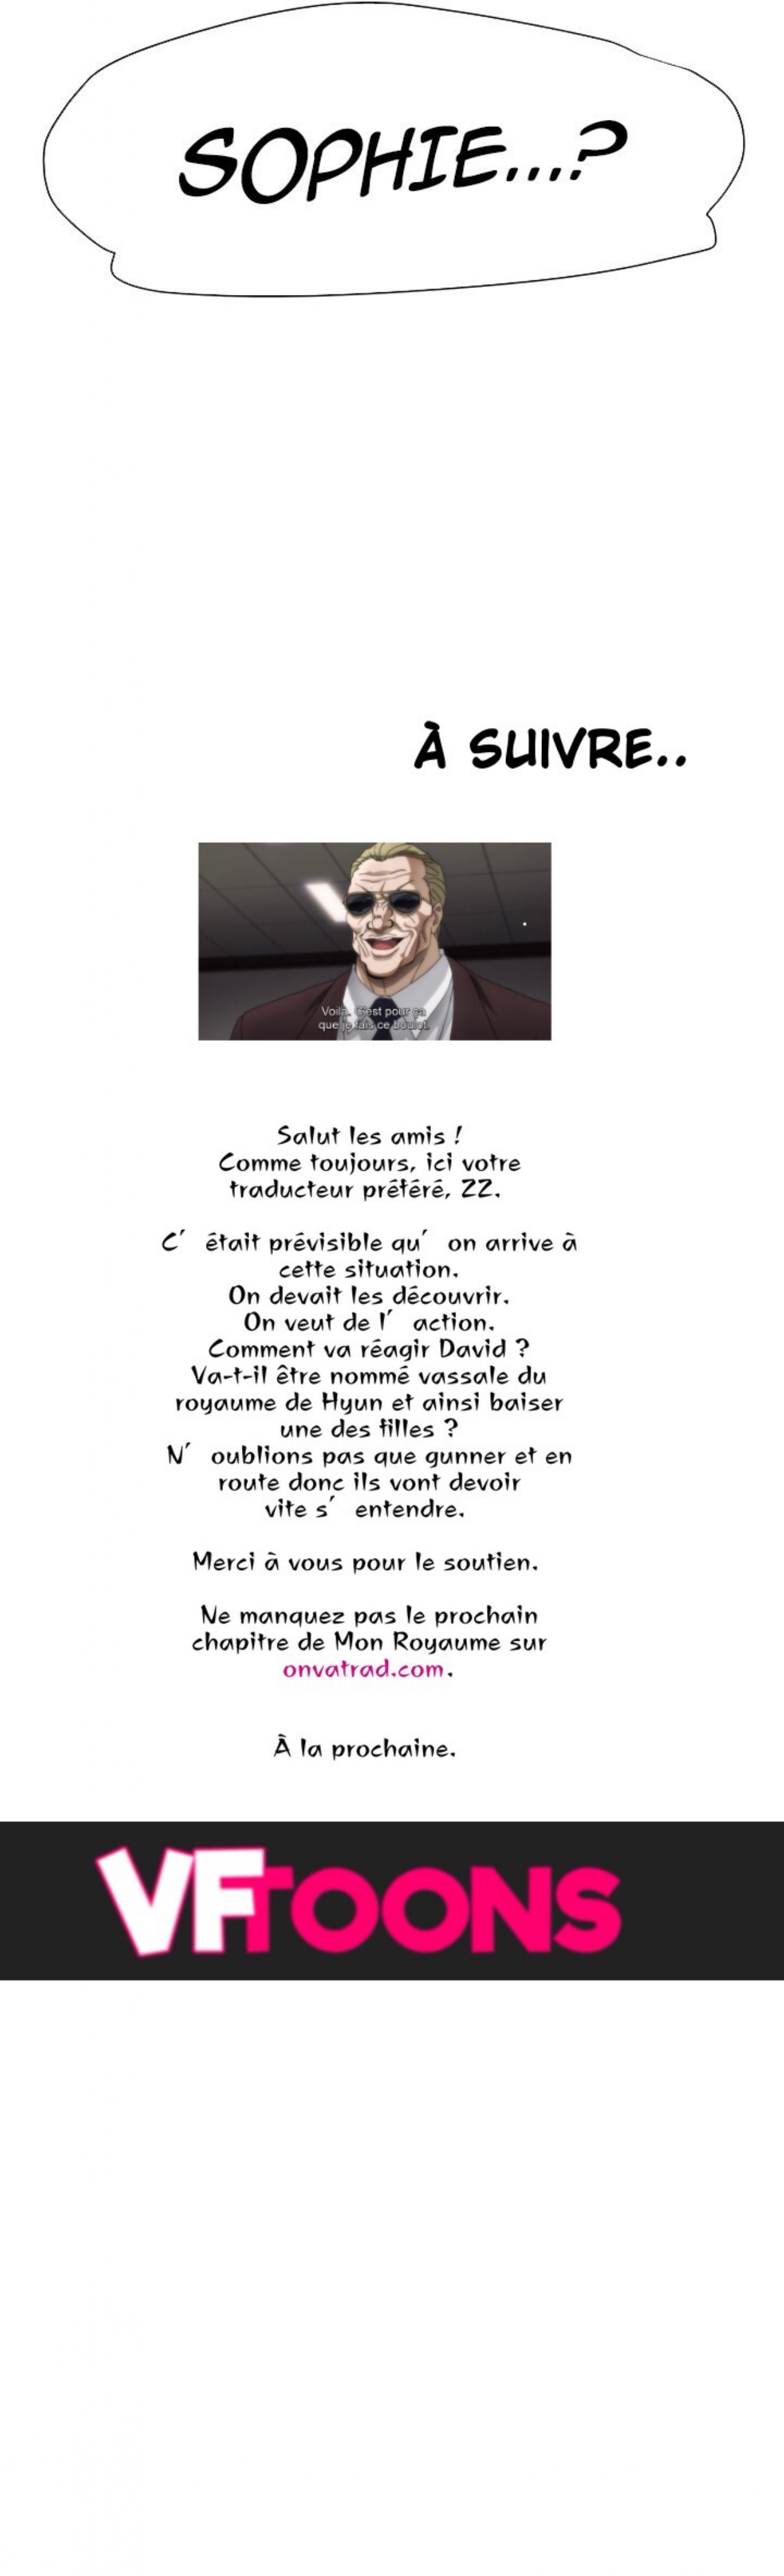 SOPHIE...?
À SUIVRE..
Voilà. C'est pour ça
que je fais ce boulot.
Salut les amis !
Comme toujours, ici votre
traducteur préféré, ZZ.
C' était prévisible qu' on arrive à
cette situation.
On devait les découvrir.
On veut de l' action.
Comment va réagir David ?
Va-t-il être nommé vassale du
royaume de Hyun et ainsi baiser
une des filles ?
N' oublions pas que gunner et en
route donc ils vont devoir
vite s' entendre.
Merci à vous pour le soutien.
Ne manquez pas le prochain
chapitre de Mon Royaume sur
onvatrad.com.
À la prochaine.
VFTOONS